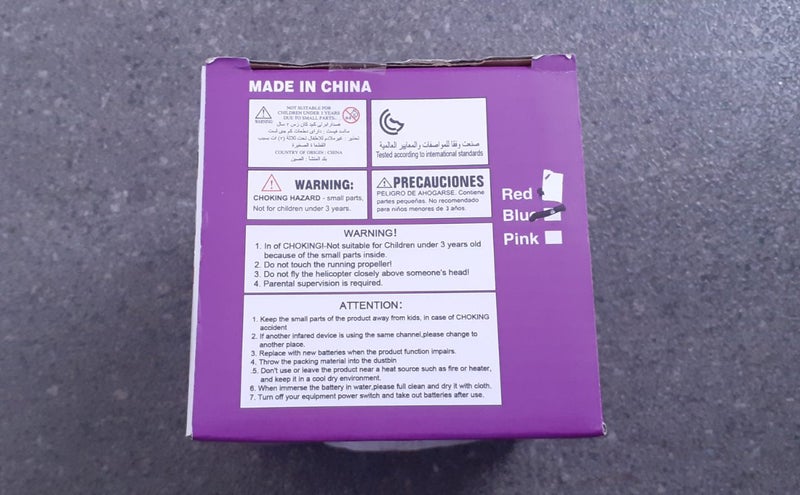 MADE IN CHINA
WARNING
NOT SUITABLE FOR
CHILDREN UNDER 3 YEARS
DUE TO SMALL PARTS.
COUNTRY OF ORIGIN : CHINA
بلد المنشأ : الصين
صنعت وفقا للمواصفات والمعايير العالمية
Tested according to international standards
WARNING:
CHOKING HAZARD - small parts,
Not for children under 3 years.
PRECAUCIONES
PELIGRO DE AHOGARSE. Contiene
partes pequeñas. No recomendado
para niños menores de 3 años.
Red
Blue
Pink
WARNING!
1. In of CHOKING!-Not suitable for Children under 3 years old
because of the small parts inside.
2. Do not touch the running propeller!
3. Do not fly the helicopter closely above someone's head!
4. Parental supervision is required.
ATTENTION:
1. Keep the small parts of the product away from kids, in case of CHOKING
accident
2. If another infared device is using the same channel,please change to
another place.
3. Replace with new batteries when the product function impairs.
4. Throw the packing material into the dustbin
5. Don't use or leave the product near a heat source such as fire or heater,
and keep it in a cool dry environment.
6. When immerse the battery in water,please full clean and dry it with cloth.
7. Turn off your equipment power switch and take out batteries after use.